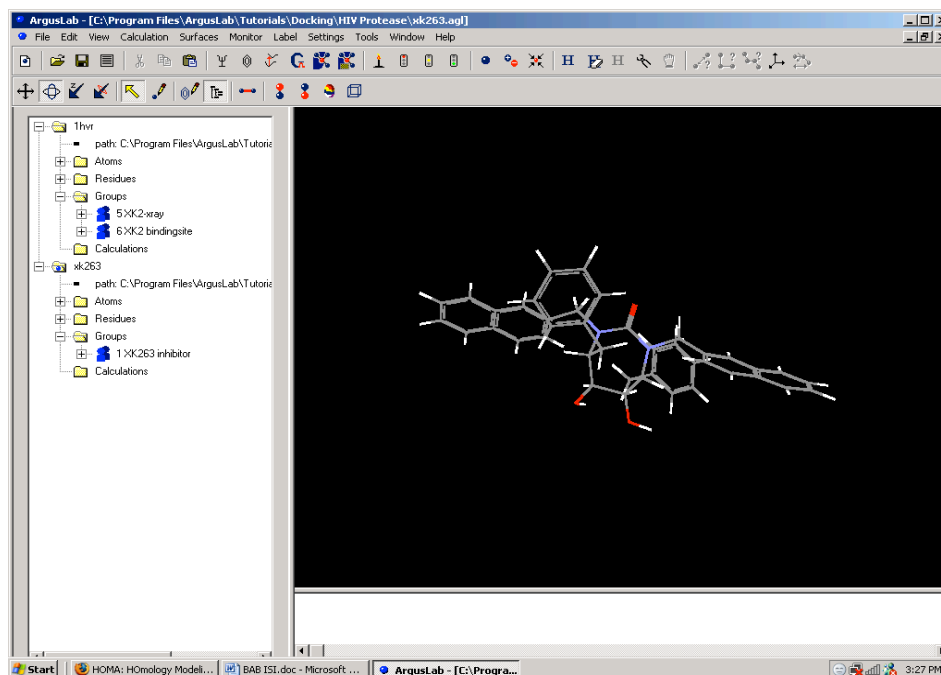 ArgusLab - [C:\Program Files\ArgusLab\Tutorials\Docking\HIV Protease\xk263.agl]
File Edit View Calculation Surfaces Monitor Label Settings Tools Window Help
1hvr
path: C:\Program Files\ArgusLab\Tutoria
Atoms
Residues
Groups
5 XK2-xray
6 XK2 bindingsite
Calculations
xk263
path: C:\Program Files\ArgusLab\Tutoria
Atoms
Residues
Groups
1 XK263 inhibitor
Calculations
Start HOMA: HOmology Modeli... BAB ISI.doc - Microsoft ... ArgusLab - [C:\Progra... 3:27 PM